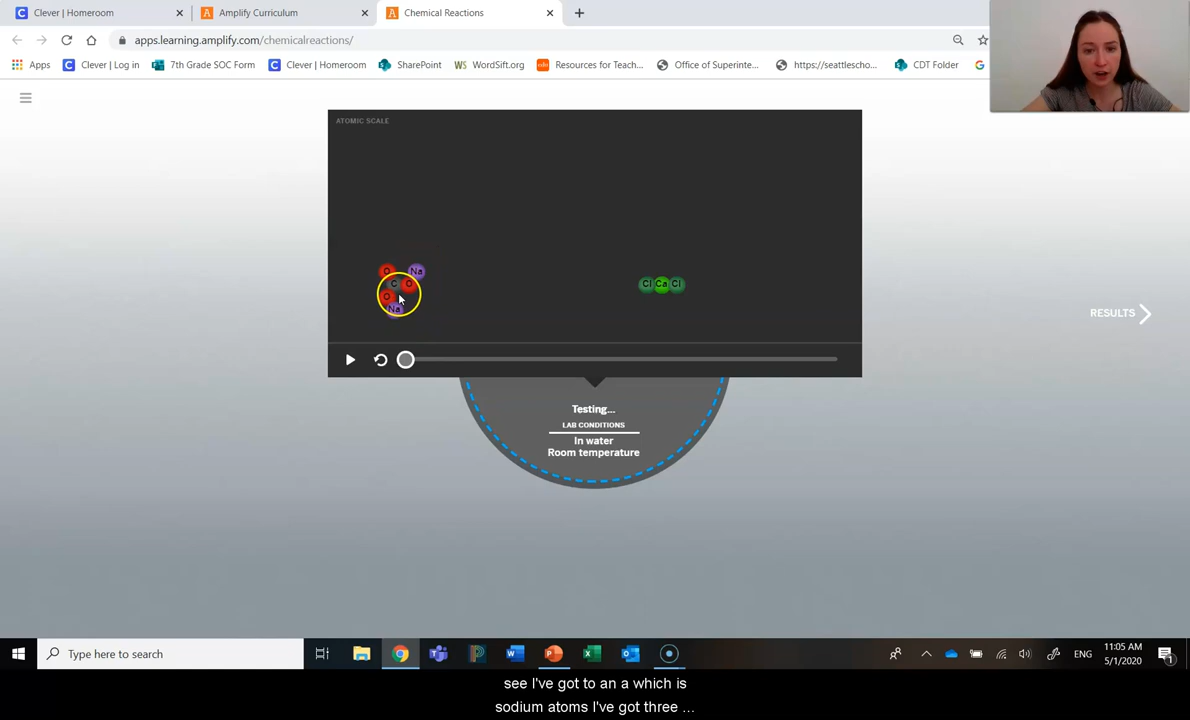 Clever | Homeroom
Amplify Curriculum
Chemical Reactions
apps.learning.amplify.com/chemicalreactions/
Apps
Clever | Log in
7th Grade SOC Form
Clever | Homeroom
SharePoint
WordSift.org
Resources for Teach...
Office of Superinte...
https://seattlescho...
CDT Folder
ATOMIC SCALE
O Na
C O
O
Na
Cl Ca Cl
RESULTS
Testing...
LAB CONDITIONS
In water
Room temperature
Type here to search
ENG
11:05 AM
5/1/2020
see I've got to an a which is
sodium atoms I've got three ...